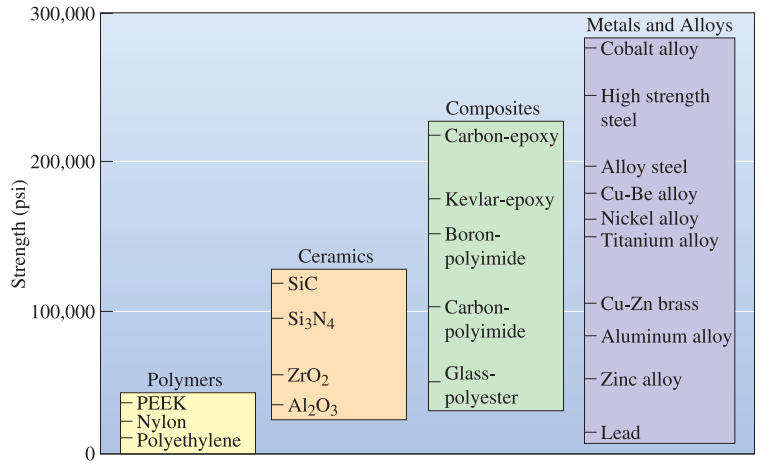 300,000
200,000
100,000
0
Strength (psi)
Polymers
PEEK
Nylon
Polyethylene
Ceramics
SiC
Si₃N₄
ZrO₂
Al₂O₃
Composites
Carbon-epoxy
Kevlar-epoxy
Boron-
polyimide
Carbon-
polyimide
Glass-
polyester
Metals and Alloys
Cobalt alloy
High strength
steel
Alloy steel
Cu-Be alloy
Nickel alloy
Titanium alloy
Cu-Zn brass
Aluminum alloy
Zinc alloy
Lead